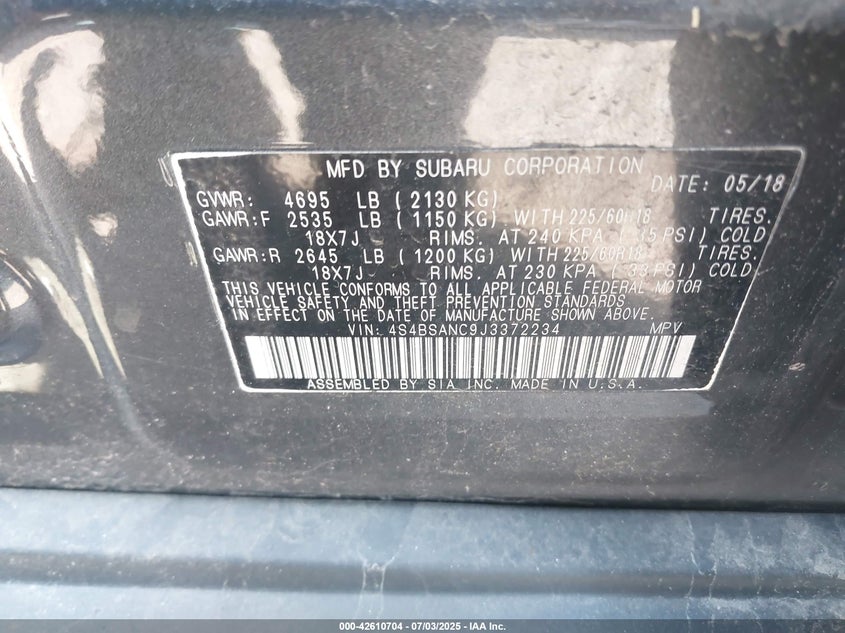 MFD BY SUBARU CORPORATION
DATE: 05/18
GVWR: 4695 LB (2130 KG)
GAWR:F 2535 LB (1150 KG) WITH 225/60R18 TIRES.
18X7J RIMS. AT 240 KPA ( 35 PSI) COLD
GAWR:R 2645 LB (1200 KG) WITH 225/60R18 TIRES.
18X7J RIMS. AT 230 KPA ( 33 PSI) COLD
THIS VEHICLE CONFORMS TO ALL APPLICABLE FEDERAL MOTOR
VEHICLE SAFETY AND THEFT PREVENTION STANDARDS
IN EFFECT ON THE DATE OF MANUFACTURE SHOWN ABOVE.
VIN: 4S4BSANC9J3372234 MPV
ASSEMBLED BY SIA INC. MADE IN U.S.A.
000-42610704 - 07/03/2025 - IAA Inc.